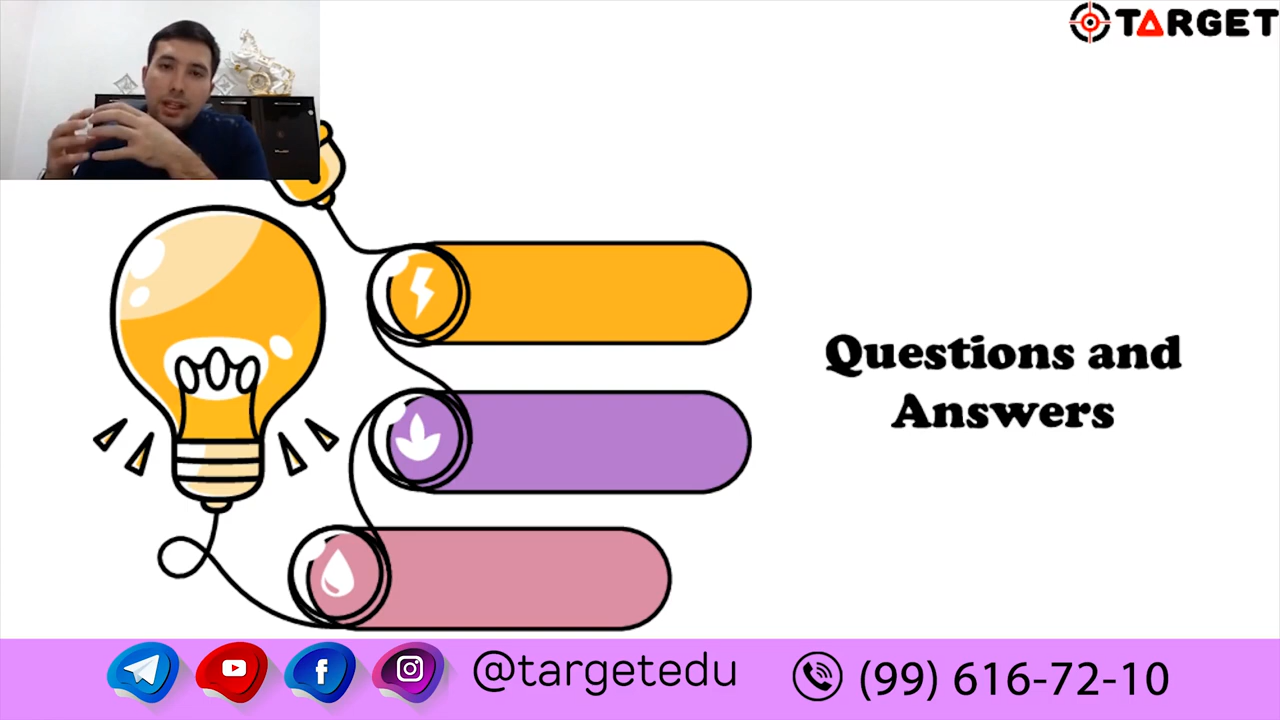 TARGET
Questions and
Answers
@targetedu
(99) 616-72-10